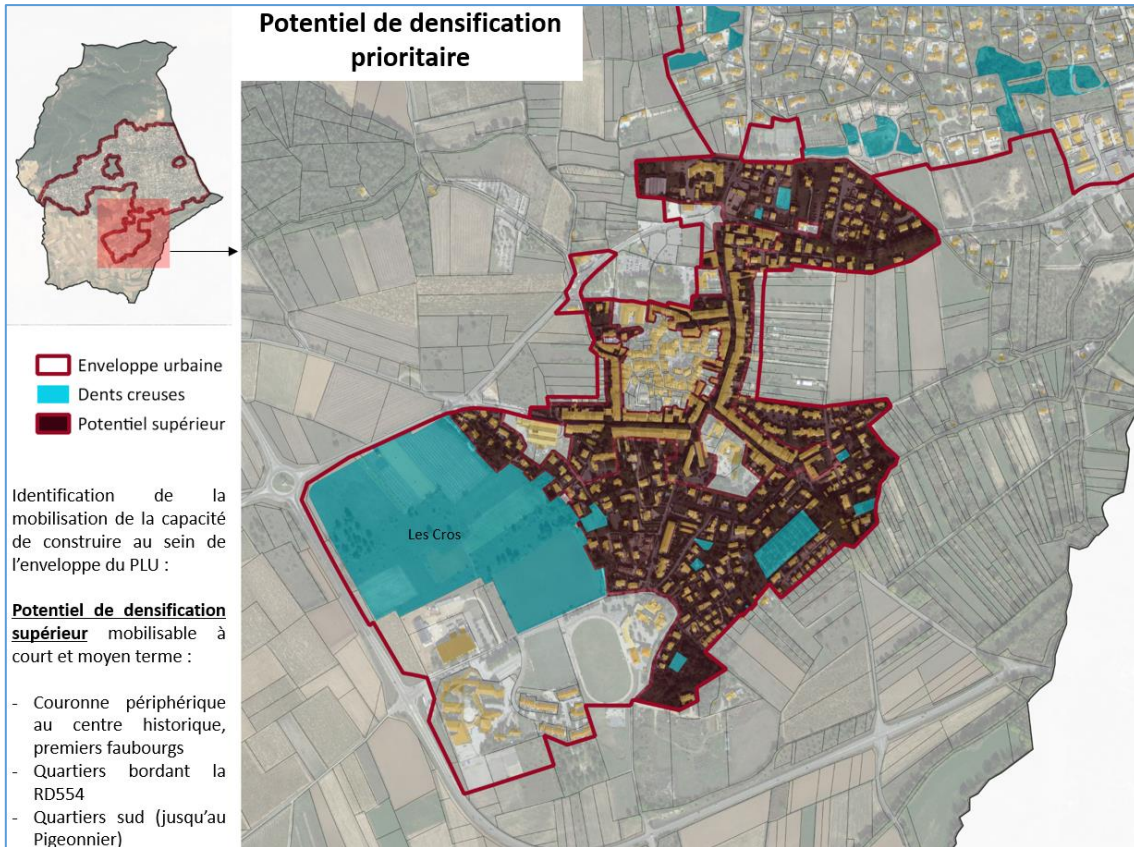 Potentiel de densification
prioritaire
Enveloppe urbaine
Dents creuses
Potentiel supérieur
Identification de la
mobilisation de la capacité
de construire au sein de
l’enveloppe du PLU :
Potentiel de densification
supérieur mobilisable à
court et moyen terme :
- Couronne périphérique
au centre historique,
premiers faubourgs
- Quartiers bordant la
RD554
- Quartiers sud (jusqu’au
Pigeonnier)
Les Cros